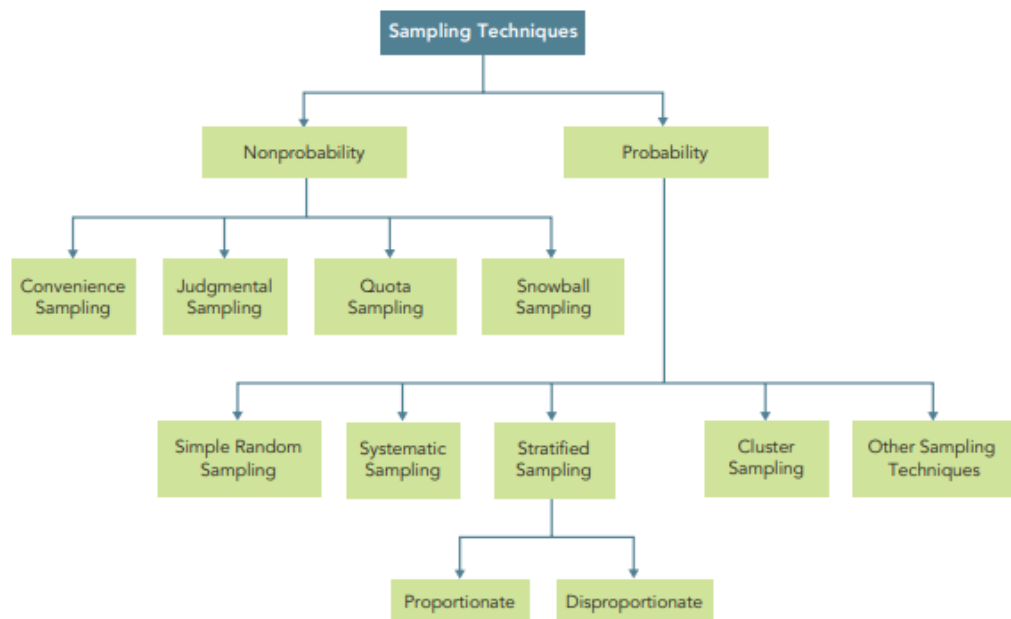 Sampling Techniques
Nonprobability
Probability
Convenience
Sampling
Judgmental
Sampling
Quota
Sampling
Snowball
Sampling
Simple Random
Sampling
Systematic
Sampling
Stratified
Sampling
Cluster
Sampling
Other Sampling
Techniques
Proportionate
Disproportionate